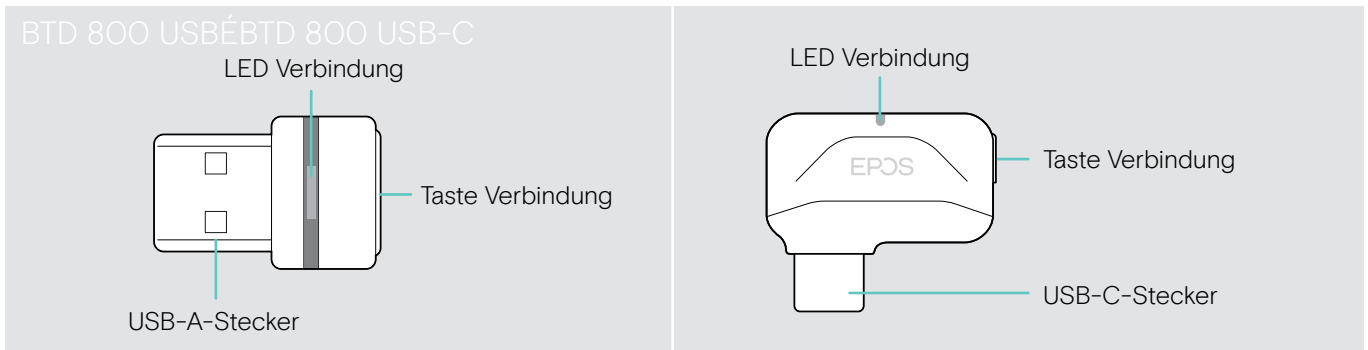 BTD 800 USBÉBTD 800 USB-C
LED Verbindung
Taste Verbindung
USB-A-Stecker
LED Verbindung
EPOS
Taste Verbindung
USB-C-Stecker